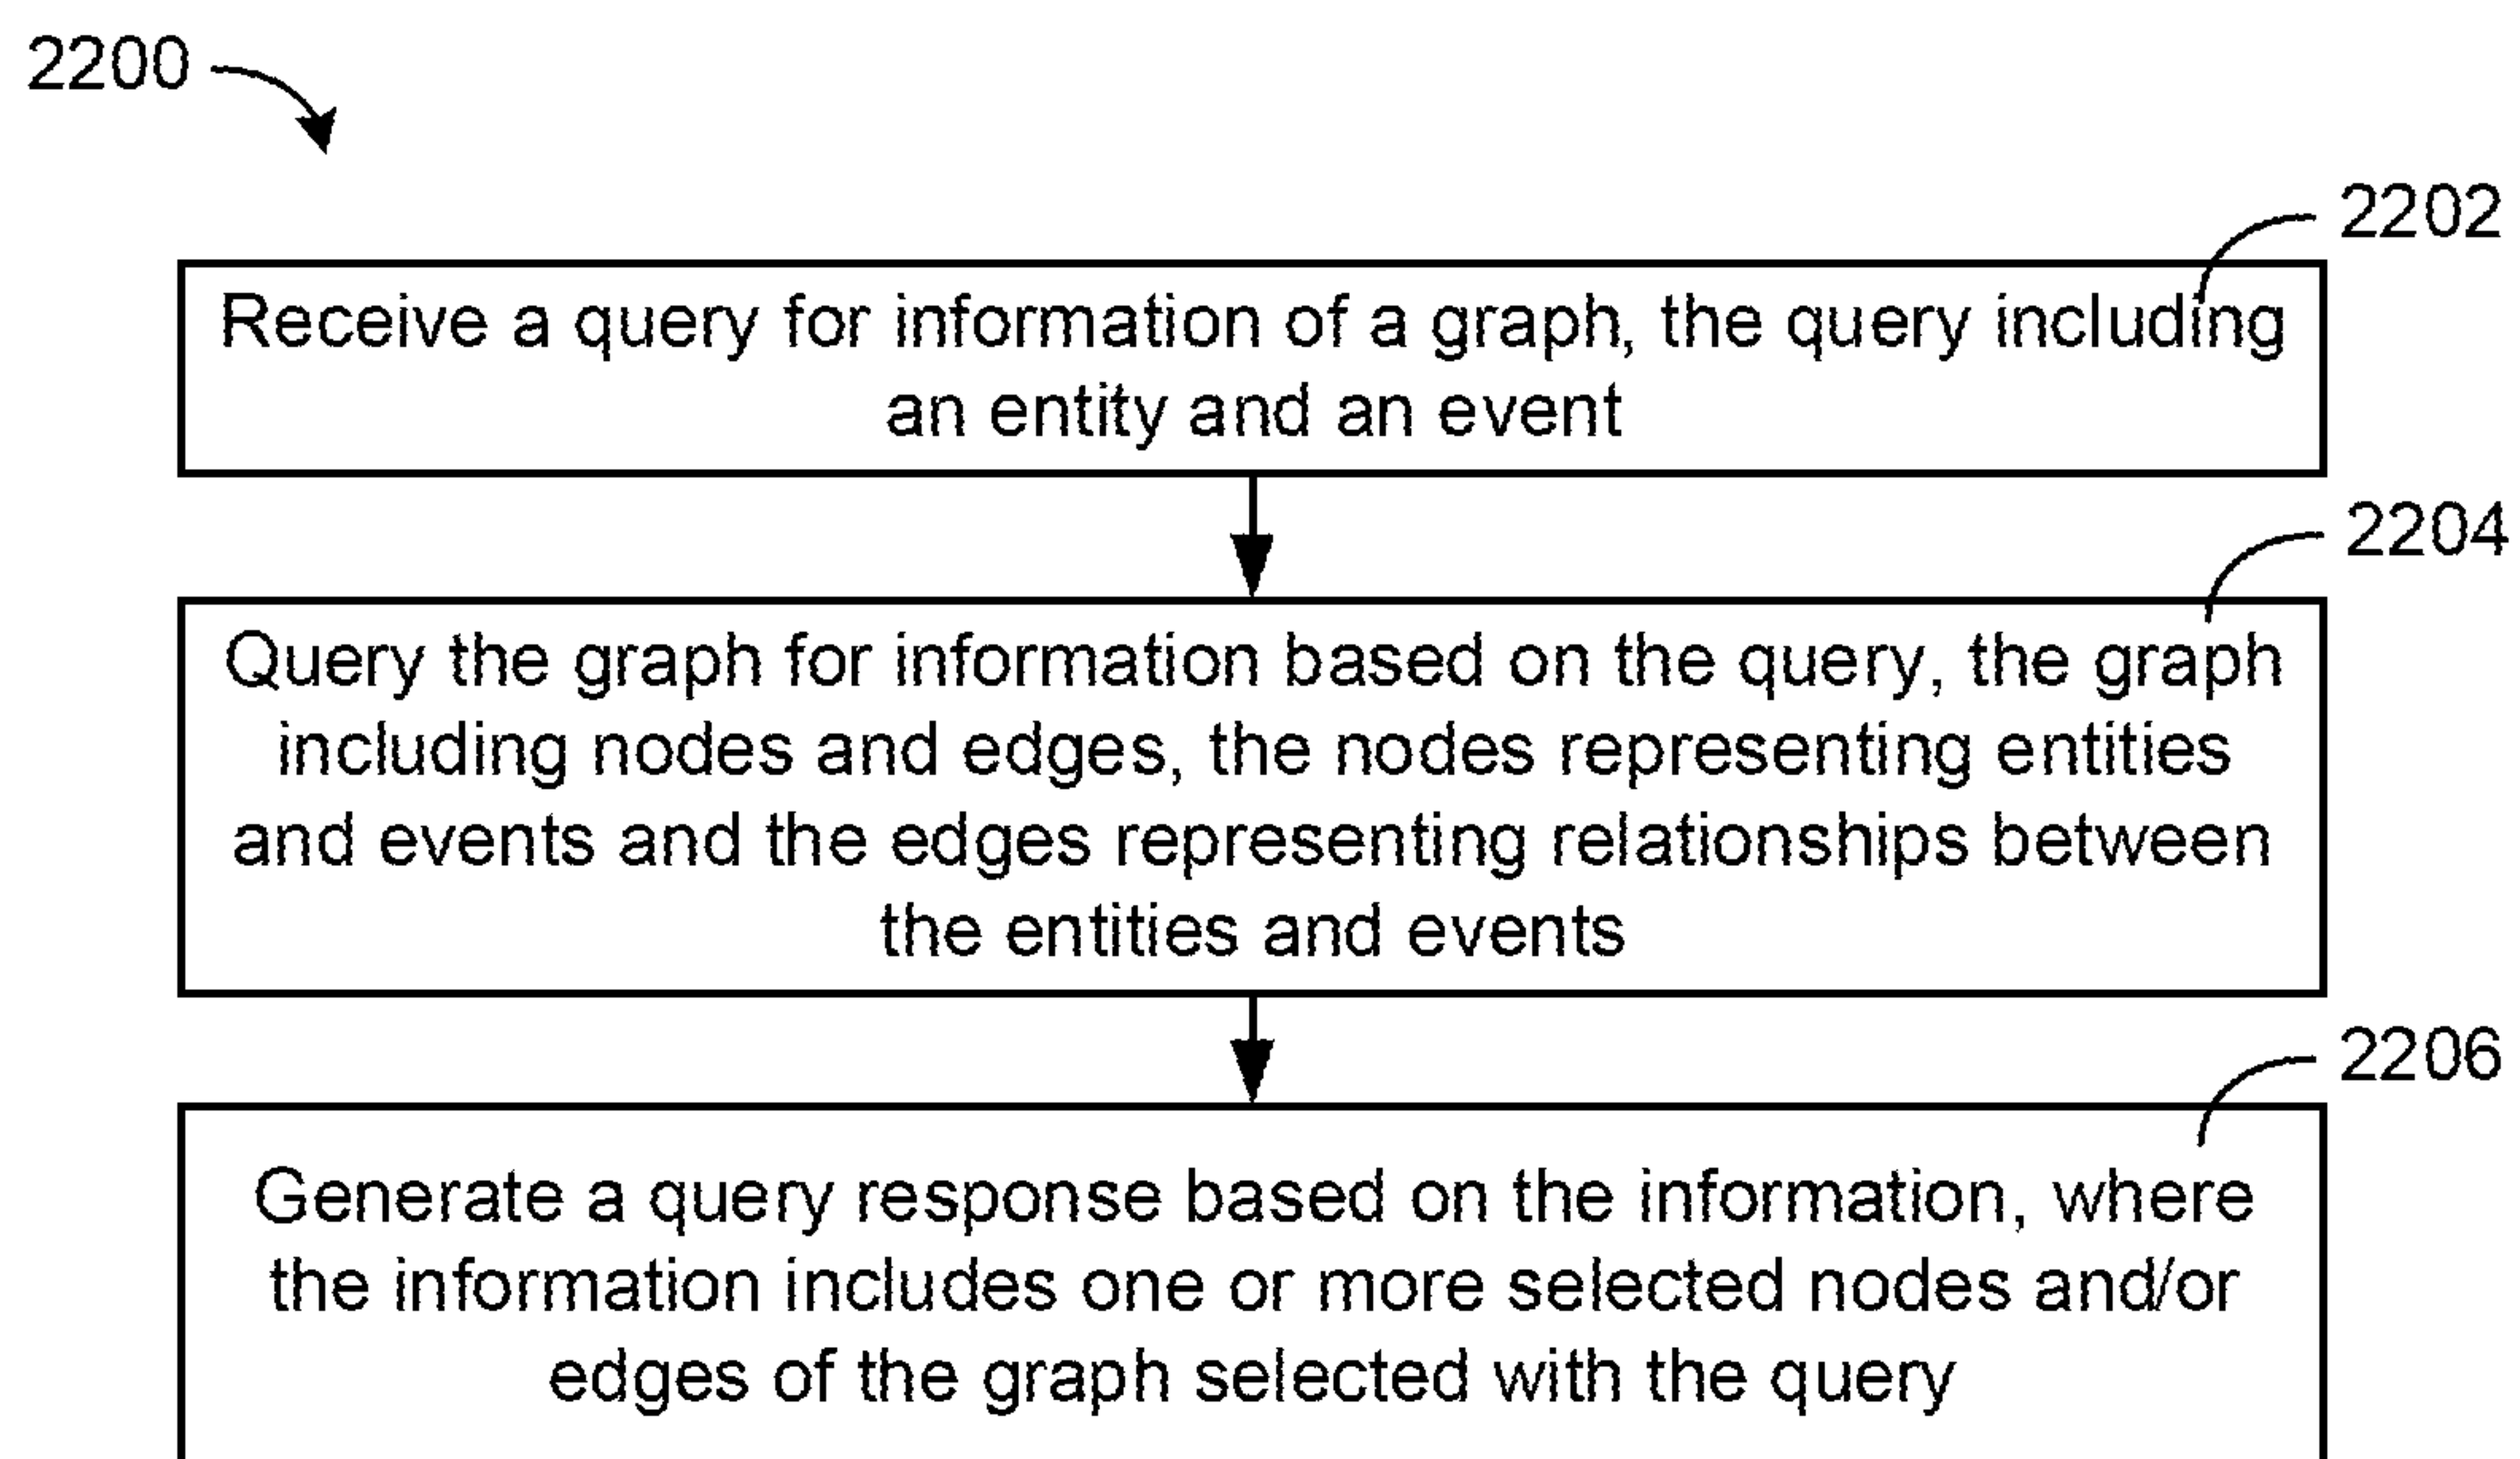 2200
2202
Receive a query for information of a graph, the query including
an entity and an event
2204
Query the graph for information based on the query, the graph
including nodes and edges, the nodes representing entities
and events and the edges representing relationships between
the entities and events
2206
Generate a query response based on the information, where
the information includes one or more selected nodes and/or
edges of the graph selected with the query